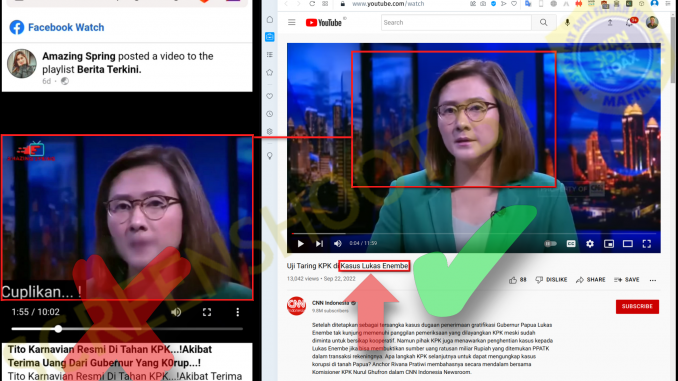 Facebook Watch
Amazing Spring posted a video to the
playlist Berita Terkini.
6d
Cuplikan... !
1:55 / 10:02
Tito Karnavian Resmi Di Tahan KPK...!Akibat
Terima Uang Dari Gubernur Yang K0rup...!
Tito Karnavian Resmi Di Tahan KPK...!Akibat Terima
www.youtube.com/watch
YouTube
Search
TURN
BACK
HOAX
0:04 / 11:59
Uji Taring KPK di Kasus Lukas Enembe
13,042 views • Sep 22, 2022
88
DISLIKE
SHARE
SAVE
CNN Indonesia
9.8M subscribers
SUBSCRIBE
Setelah ditetapkan sebagai tersangka kasus dugaan penerimaan gratifikasi Gubernur Papua Lukas
Enembe tak kunjung memenuhi panggilan pemeriksaan yang dilayangkan KPK meski sudah
diminta untuk bersikap kooperatif. Namun pihak KPK juga menawarkan penghentian kasus kepada
Lukas Enembe jika bisa membuktikan sumber uang ratusan milar Rupiah yang ditemukan PPATK
dalam transaksi rekeningnya. Apa langkah KPK selanjutnya untuk dapat mengungkap kasus
korupsi di tanah Papua? Anchor Rivana Pratiwi membahasnya secara mendalam bersama
Komisioner KPK Nurul Ghufron dalam CNN Indonesia Newsroom.